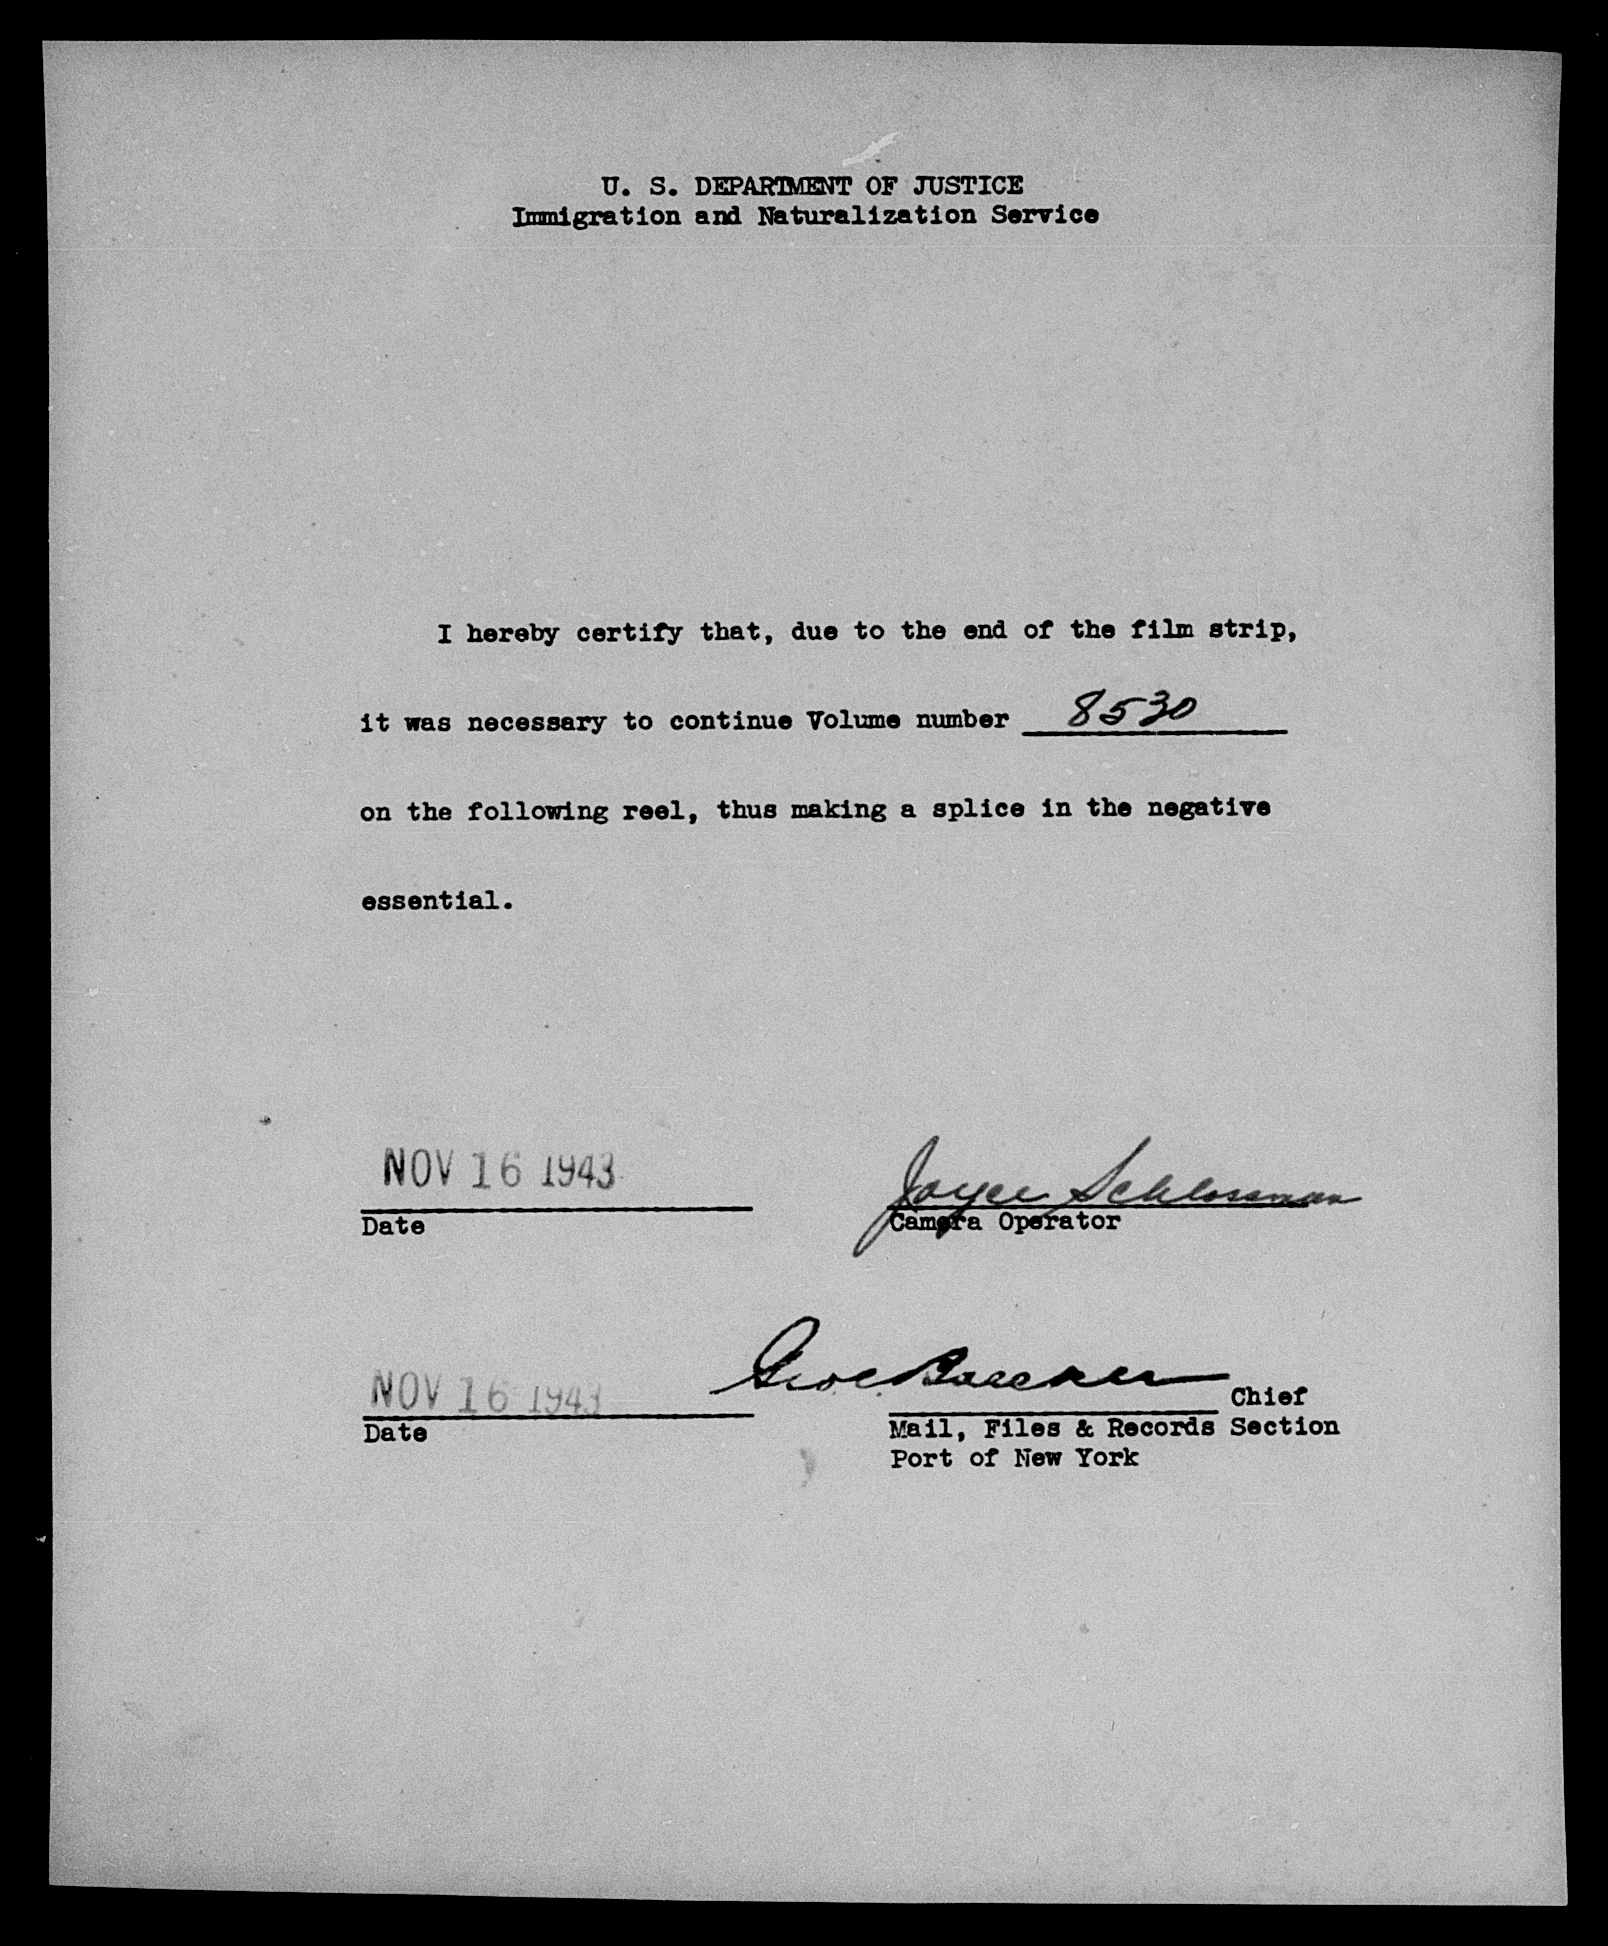 U. S. DEPARTMENT OF JUSTICE
Immigration and Naturalization Service
I hereby certify that, due to the end of the film strip,
it was necessary to continue Volume number 8530
on the following reel, thus making a splice in the negative
essential.
NOV 16 1943 Joyce Schlossman
Date Camera Operator
NOV 16 1943 Chief
Date Mail, Files & Records Section
Port of New York